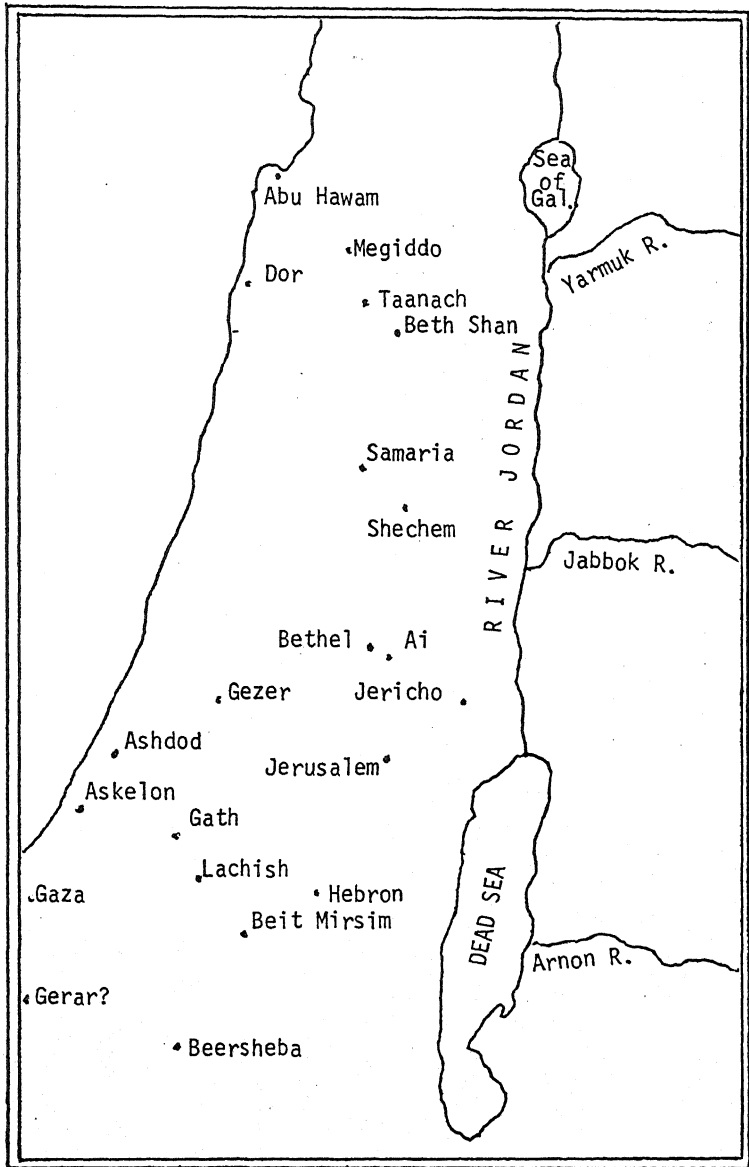 Sea
of
Gal.
Abu Hawam
Megiddo
Yarmuk R.
Dor
Taanach
Beth Shan
RIVER JORDAN
Samaria
Shechem
Jabbok R.
Bethel
Ai
Gezer
Jericho
Ashdod
Jerusalem
Askelon
Gath
Lachish
Gaza
Hebron
Beit Mirsim
DEAD SEA
Arnon R.
Gerar?
Beersheba